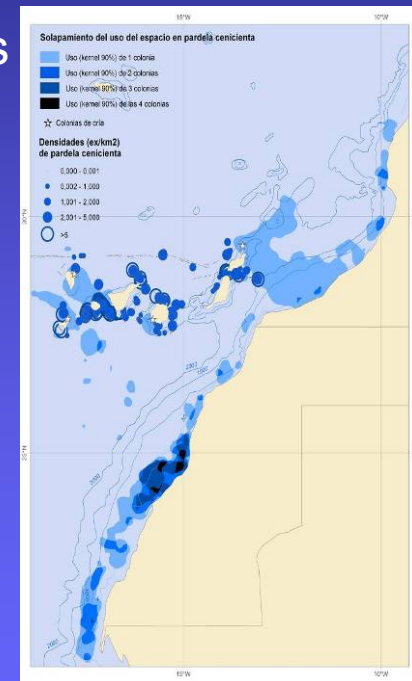 s
15°W 10°W
Solapamiento del uso del espacio en pardela cenicienta
Uso (kernel 90%) de 1 colonia
Uso (kernel 90%) de 2 colonias
Uso (kernel 90%) de 3 colonias
Uso (kernel 90%) de las 4 colonias
Colonias de cría
Densidades (ex/km2)
de pardela cenicienta
0,000 - 0,001
0,002 - 1,000
1,001 - 2,000
2,001 - 5,000
>5
30°N
2000
1000
25°N
2000
2000
15°W 10°W